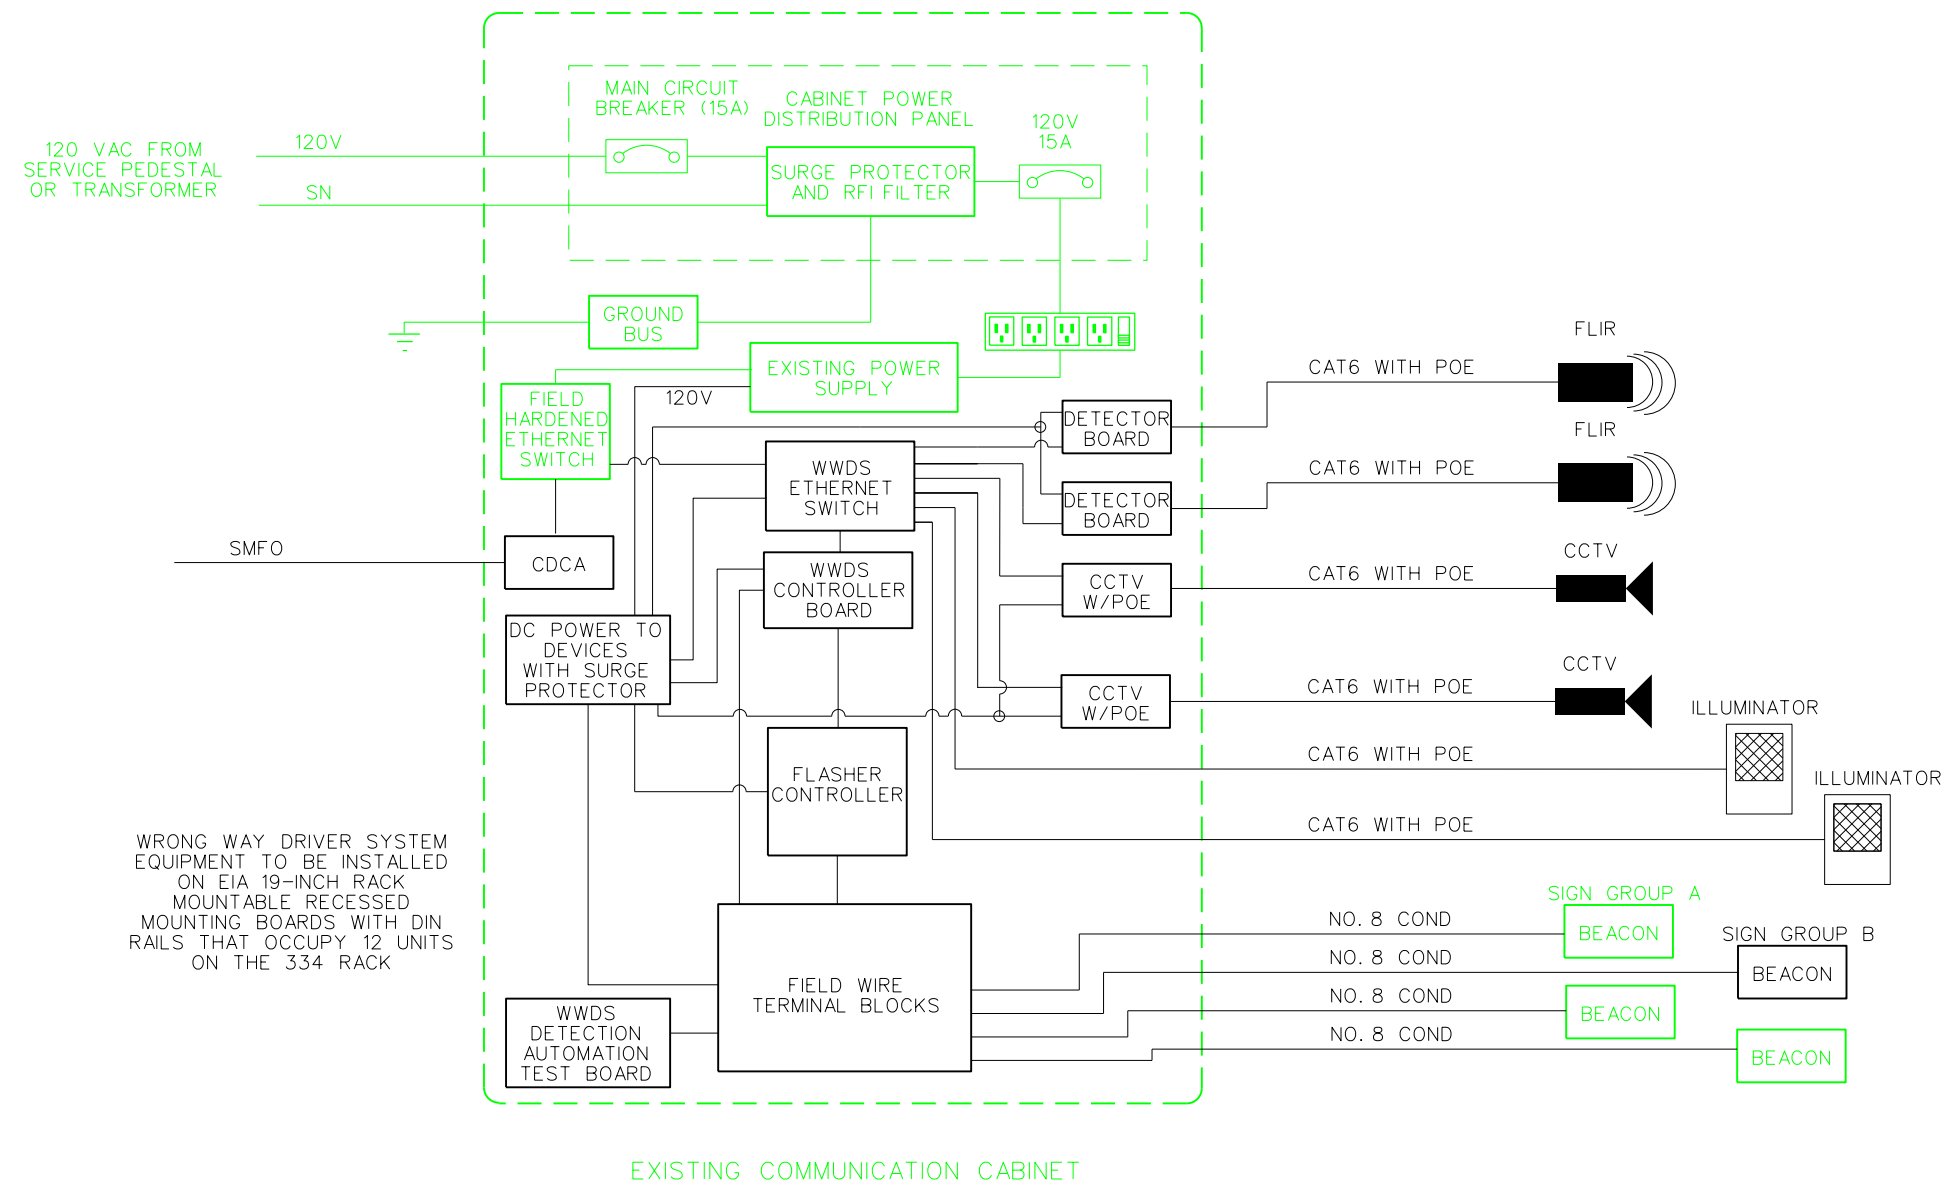 MAIN CIRCUIT
BREAKER (15A)
CABINET POWER
DISTRIBUTION PANEL
120V
15A
120 VAC FROM
SERVICE PEDESTAL
OR TRANSFORMER
120V
SN
SURGE PROTECTOR
AND RFI FILTER
GROUND
BUS
EXISTING POWER
SUPPLY
120V
FIELD
HARDENED
ETHERNET
SWITCH
WWDS
ETHERNET
SWITCH
DETECTOR
BOARD
DETECTOR
BOARD
CAT6 WITH POE
FLIR
CAT6 WITH POE
FLIR
SMFO
CDCA
WWDS
CONTROLLER
BOARD
CCTV
W/POE
CAT6 WITH POE
CCTV
DC POWER TO
DEVICES
WITH SURGE
PROTECTOR
CCTV
W/POE
CAT6 WITH POE
CCTV
FLASHER
CONTROLLER
CAT6 WITH POE
ILLUMINATOR
CAT6 WITH POE
ILLUMINATOR
WRONG WAY DRIVER SYSTEM
EQUIPMENT TO BE INSTALLED
ON EIA 19-INCH RACK
MOUNTABLE RECESSED
MOUNTING BOARDS WITH DIN
RAILS THAT OCCUPY 12 UNITS
ON THE 334 RACK
FIELD WIRE
TERMINAL BLOCKS
WWDS
DETECTION
AUTOMATION
TEST BOARD
SIGN GROUP A
NO. 8 COND
BEACON
SIGN GROUP B
NO. 8 COND
BEACON
NO. 8 COND
BEACON
NO. 8 COND
BEACON
EXISTING COMMUNICATION CABINET